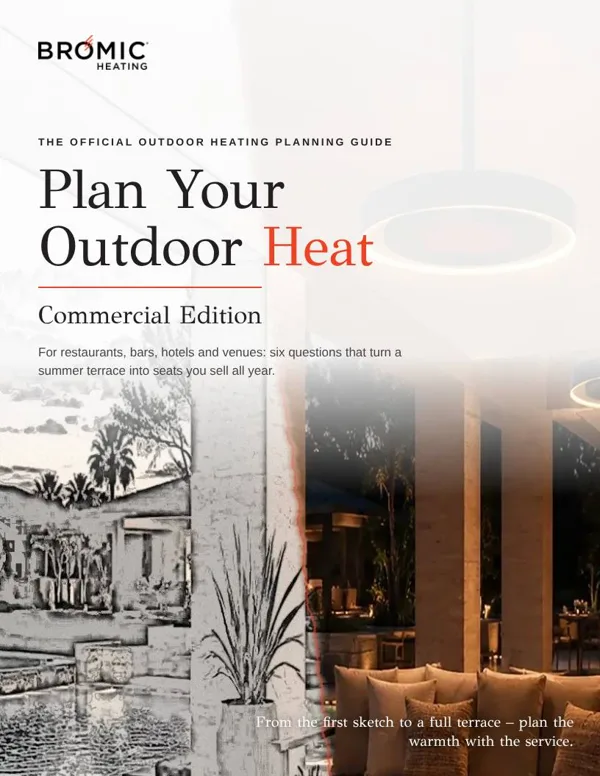 BROMIC
HEATING
THE OFFICIAL OUTDOOR HEATING PLANNING GUIDE
Plan Your
Outdoor Heat
Commercial Edition
For restaurants, bars, hotels and venues: six questions that turn a
summer terrace into seats you sell all year.
From the first sketch to a full terrace – plan the
warmth with the service.